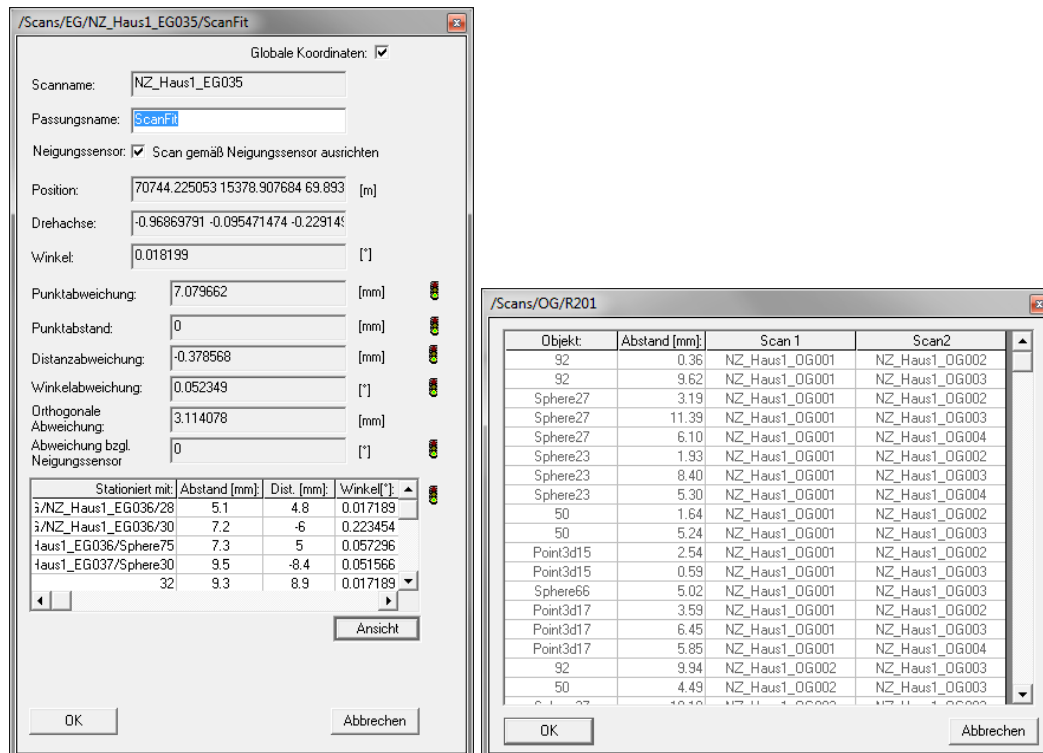 /Scans/EG/NZ_Haus1_EG035/ScanFit
Globale Koordinaten:
Scanname: NZ_Haus1_EG035
Passungsname: ScanFit
Neigungssensor: Scan gemäß Neigungssensor ausrichten
Position: 70744.225053 15378.907684 69.893 [m]
Drehachse: -0.96869791 -0.095471474 -0.229149
Winkel: 0.018199 [°]
Punktabweichung: 7.079662 [mm]
Punktabstand: 0 [mm]
Distanzabweichung: -0.378568 [mm]
Winkelabweichung: 0.052349 [°]
Orthogonale
Abweichung: 3.114078 [mm]
Abweichung bzgl.
Neigungssensor 0 [°]
Stationiert mit: Abstand [mm]: Dist. [mm]: Winkel[°]:
/NZ_Haus1_EG036/28 5.1 4.8 0.017189
/NZ_Haus1_EG036/30 7.2 -6 0.223454
Haus1_EG036/Sphere75 7.3 5 0.057296
Haus1_EG037/Sphere30 9.5 -8.4 0.051566
32 9.3 8.9 0.017189
Ansicht
OK Abbrechen
/Scans/OG/R201
Objekt: Abstand [mm]: Scan 1 Scan2
92 0.36 NZ_Haus1_OG001 NZ_Haus1_OG002
92 9.62 NZ_Haus1_OG001 NZ_Haus1_OG003
Sphere27 3.19 NZ_Haus1_OG001 NZ_Haus1_OG002
Sphere27 11.39 NZ_Haus1_OG001 NZ_Haus1_OG003
Sphere27 6.10 NZ_Haus1_OG001 NZ_Haus1_OG004
Sphere23 1.93 NZ_Haus1_OG001 NZ_Haus1_OG002
Sphere23 8.40 NZ_Haus1_OG001 NZ_Haus1_OG003
Sphere23 5.30 NZ_Haus1_OG001 NZ_Haus1_OG004
50 1.64 NZ_Haus1_OG001 NZ_Haus1_OG002
50 5.24 NZ_Haus1_OG001 NZ_Haus1_OG003
Point3d15 2.54 NZ_Haus1_OG001 NZ_Haus1_OG002
Point3d15 0.59 NZ_Haus1_OG001 NZ_Haus1_OG003
Sphere66 5.02 NZ_Haus1_OG001 NZ_Haus1_OG003
Point3d17 3.59 NZ_Haus1_OG001 NZ_Haus1_OG002
Point3d17 6.45 NZ_Haus1_OG001 NZ_Haus1_OG003
Point3d17 5.85 NZ_Haus1_OG001 NZ_Haus1_OG004
92 9.94 NZ_Haus1_OG002 NZ_Haus1_OG003
50 4.49 NZ_Haus1_OG002 NZ_Haus1_OG003
OK Abbrechen